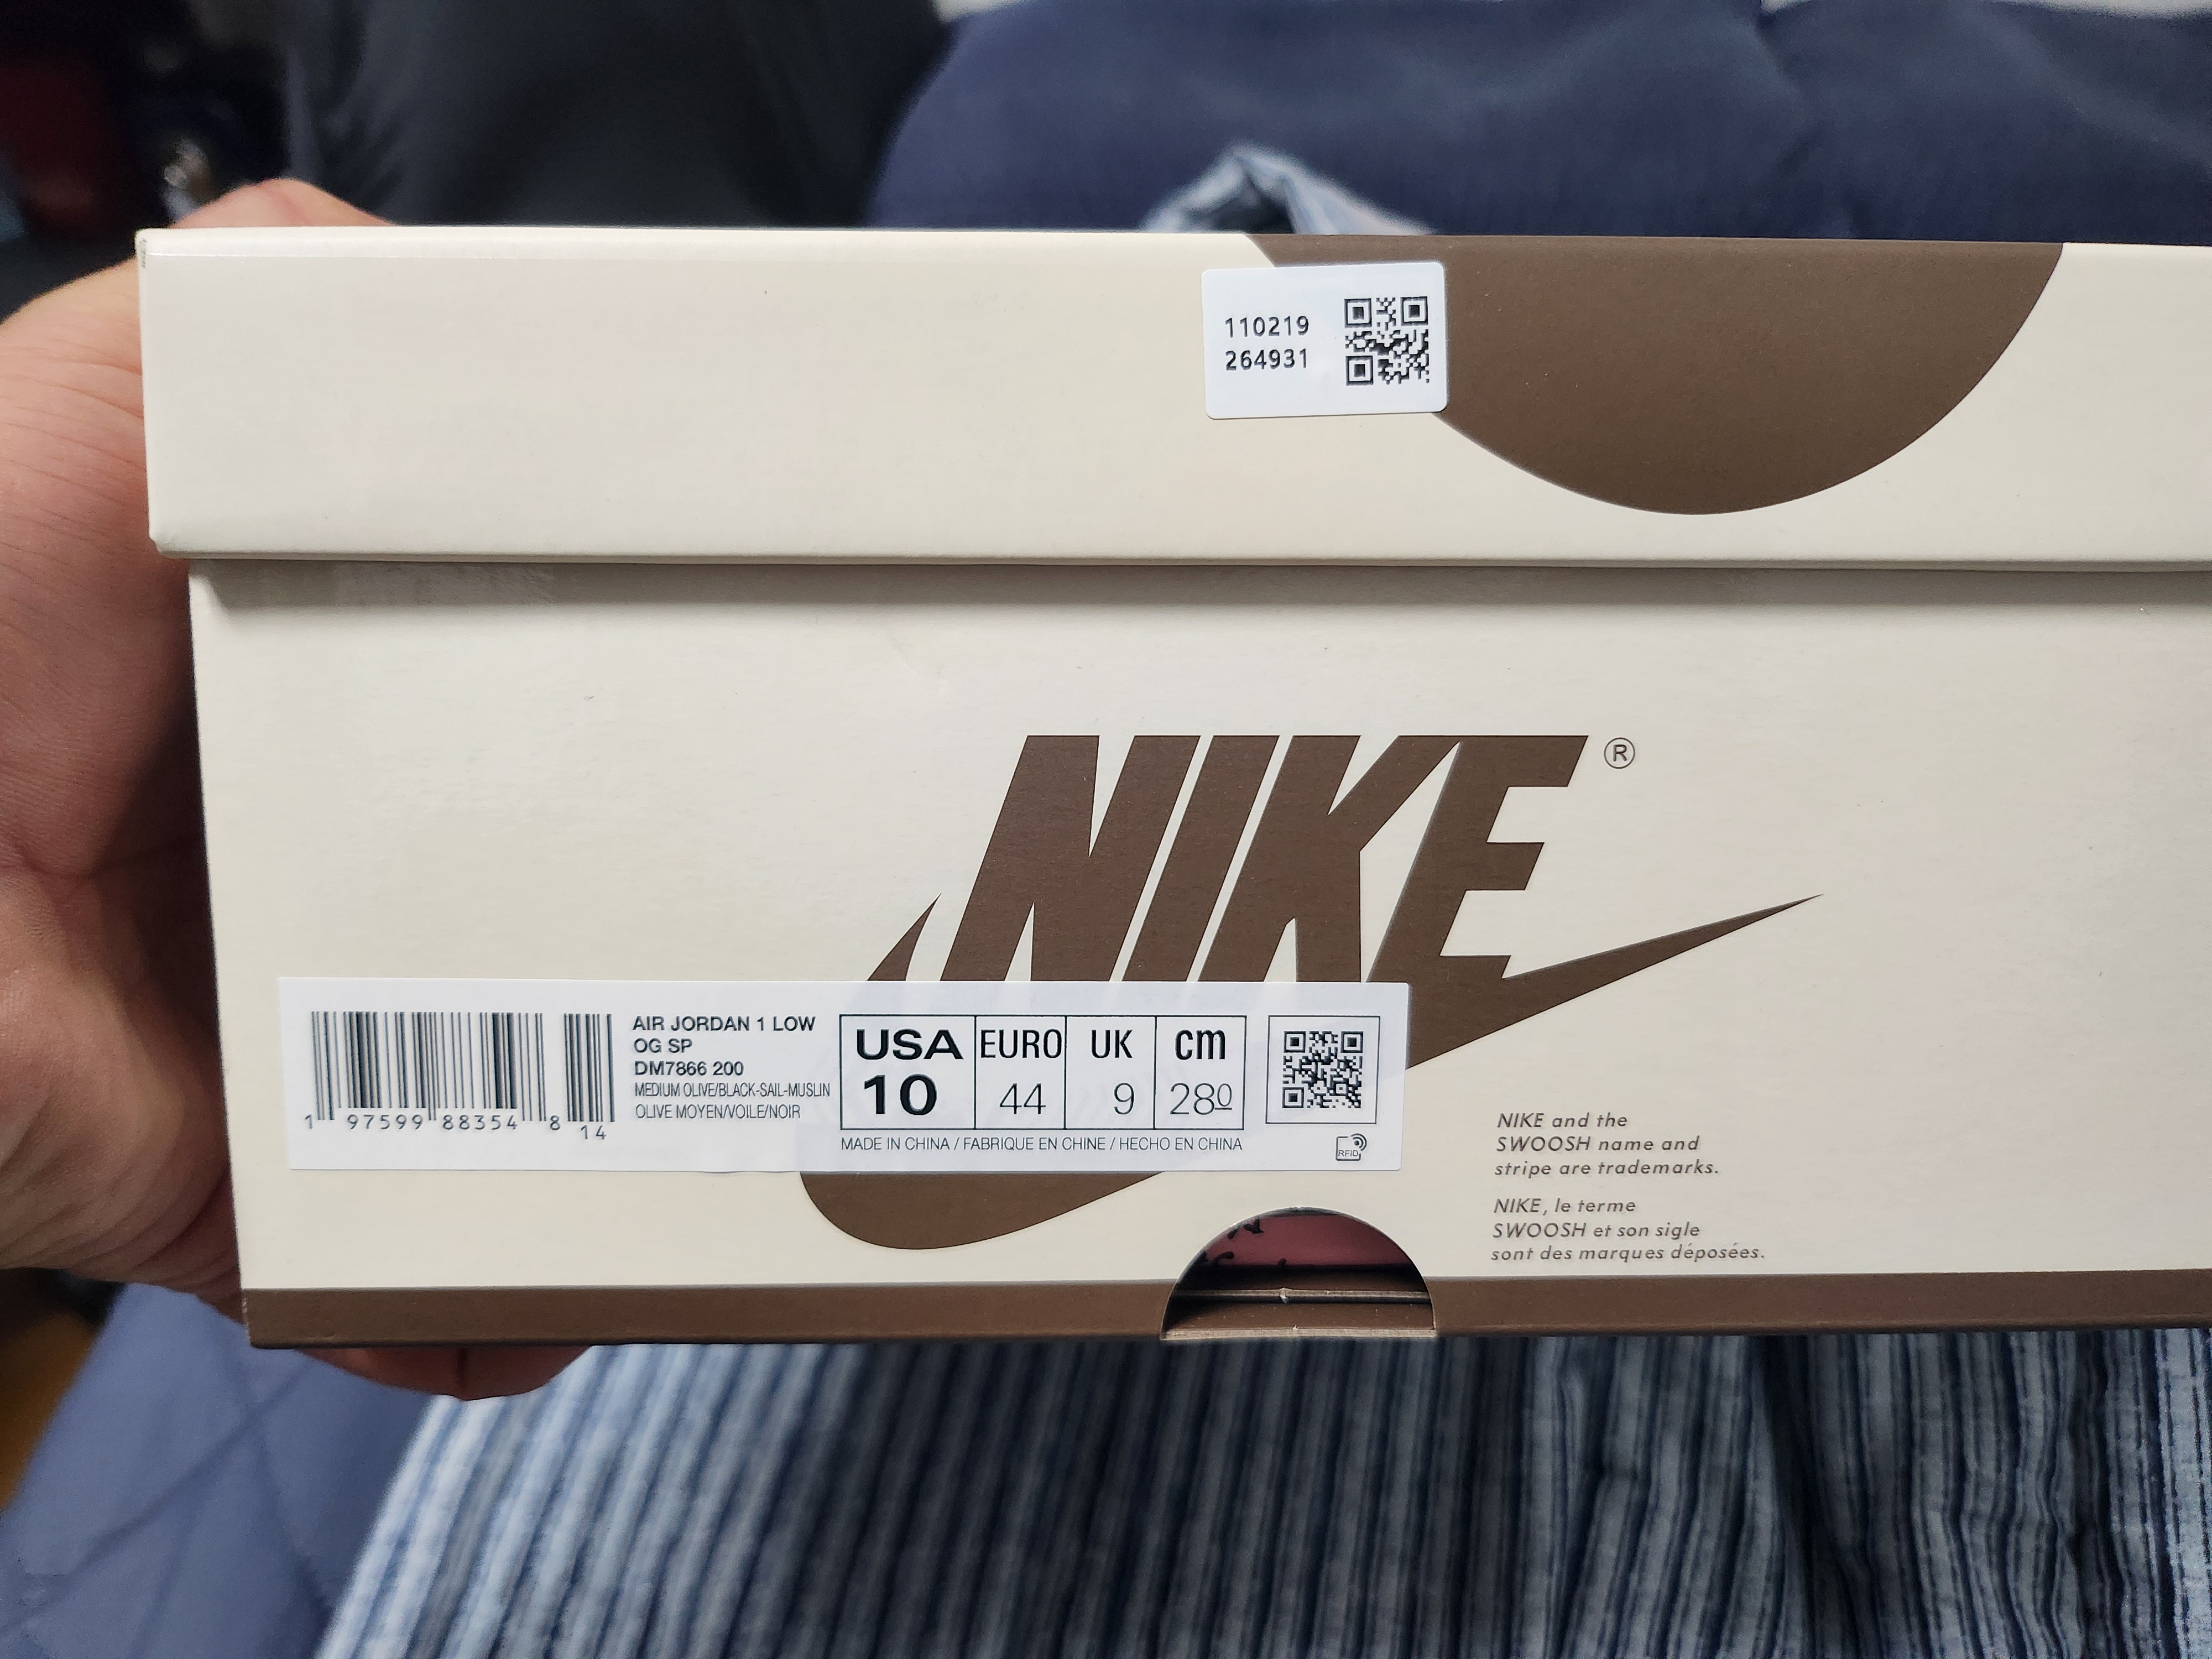 110219
264931
NIKE®
AIR JORDAN 1 LOW
OG SP
DM7866 200
MEDIUM OLIVE/BLACK-SAIL-MUSLIN
OLIVE MOYEN/VOILE/NOIR
1 97599 88354 8 14
USA EURO UK cm
10 44 9 280
MADE IN CHINA / FABRIQUE EN CHINE / HECHO EN CHINA
RFID
NIKE and the
SWOOSH name and
stripe are trademarks.
NIKE, le terme
SWOOSH et son sigle
sont des marques déposées.